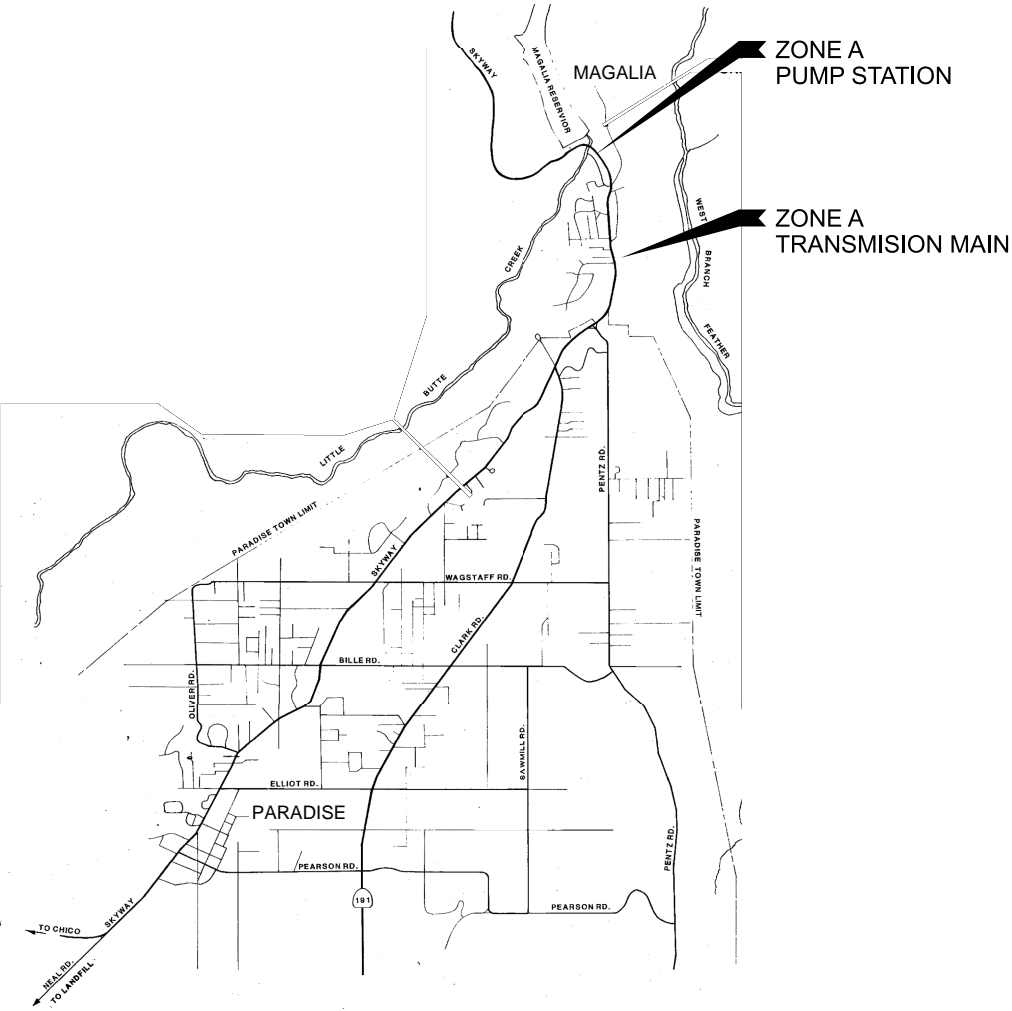 ZONE A
PUMP STATION
SKYWAY
MAGALIA
MAGALIA RESERVIOR
WEST
BRANCH
FEATHER
ZONE A
TRANSMISION MAIN
CREEK
BUTTE
LITTLE
PARADISE TOWN LIMIT
PENTZ RD.
PARADISE TOWN LIMIT
SKYWAY
WAGSTAFF RD.
CLARK RD.
BILLE RD.
OLIVER RD.
SAWMILL RD.
ELLIOT RD.
PARADISE
PENTZ RD.
PEARSON RD.
191
PEARSON RD.
SKYWAY
TO CHICO
NEAL RD.
TO LANDFILL